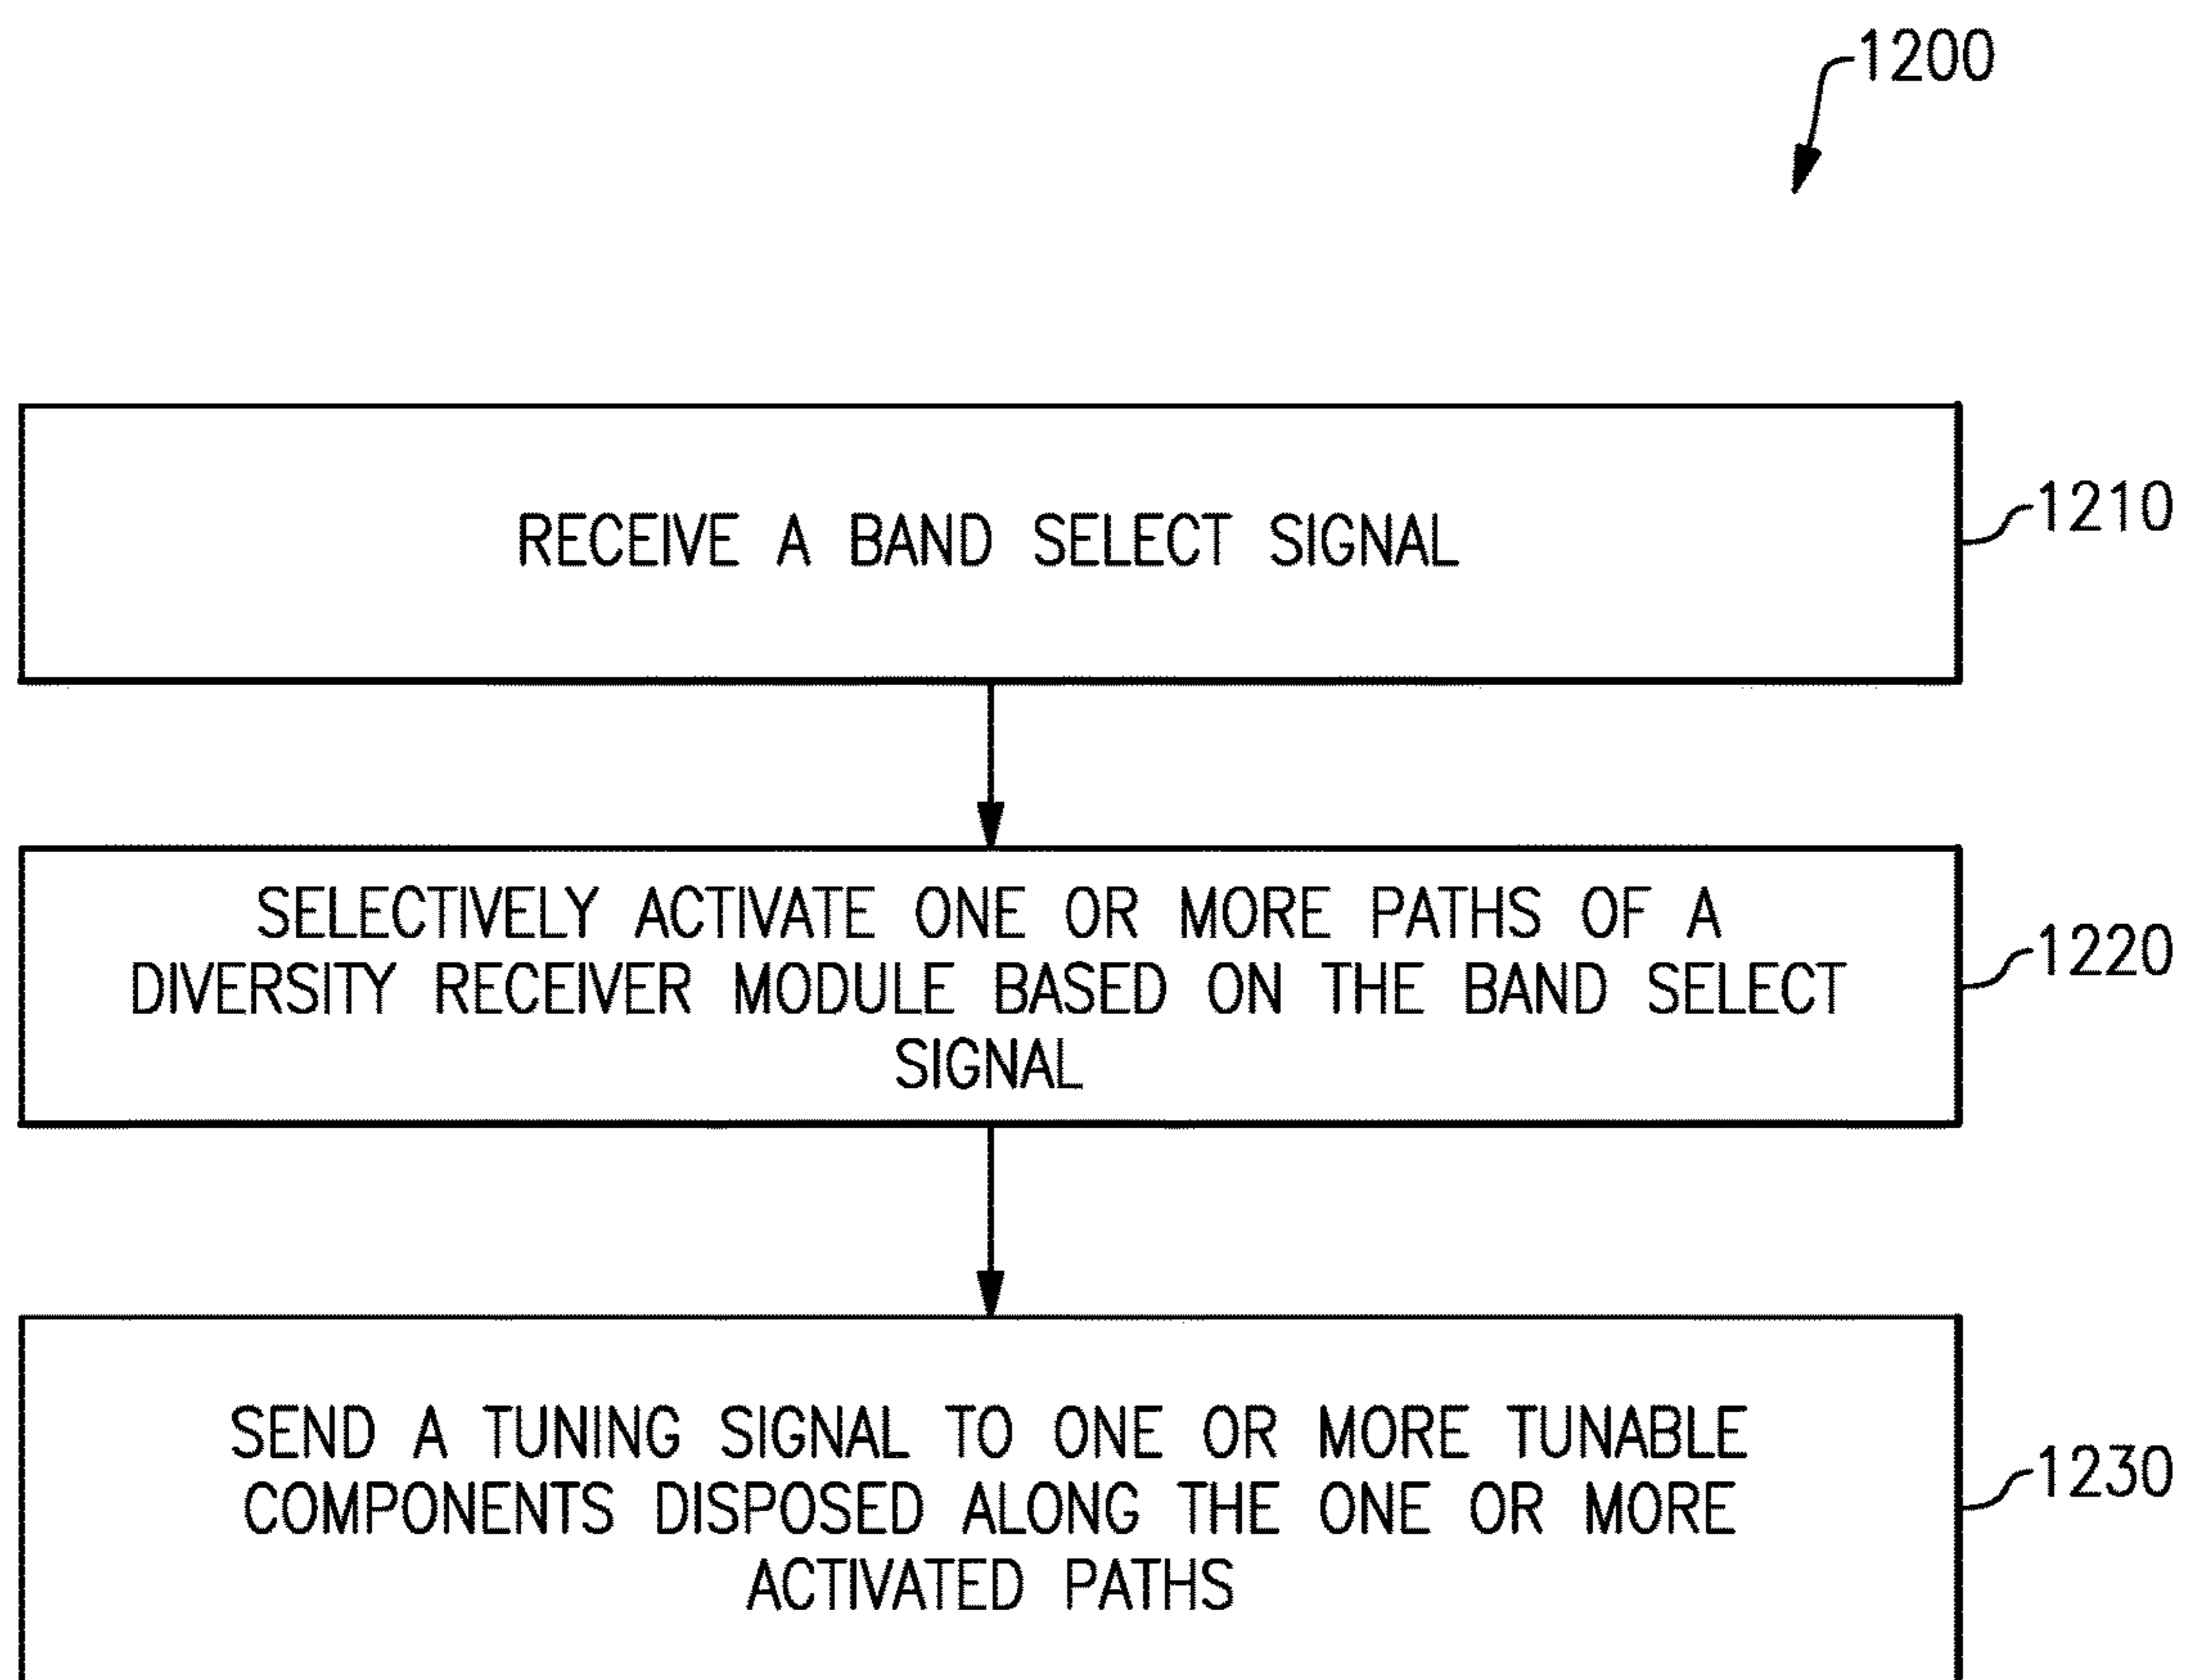 1200
RECEIVE A BAND SELECT SIGNAL
1210
SELECTIVELY ACTIVATE ONE OR MORE PATHS OF A
DIVERSITY RECEIVER MODULE BASED ON THE BAND SELECT
SIGNAL
1220
SEND A TUNING SIGNAL TO ONE OR MORE TUNABLE
COMPONENTS DISPOSED ALONG THE ONE OR MORE
ACTIVATED PATHS
1230